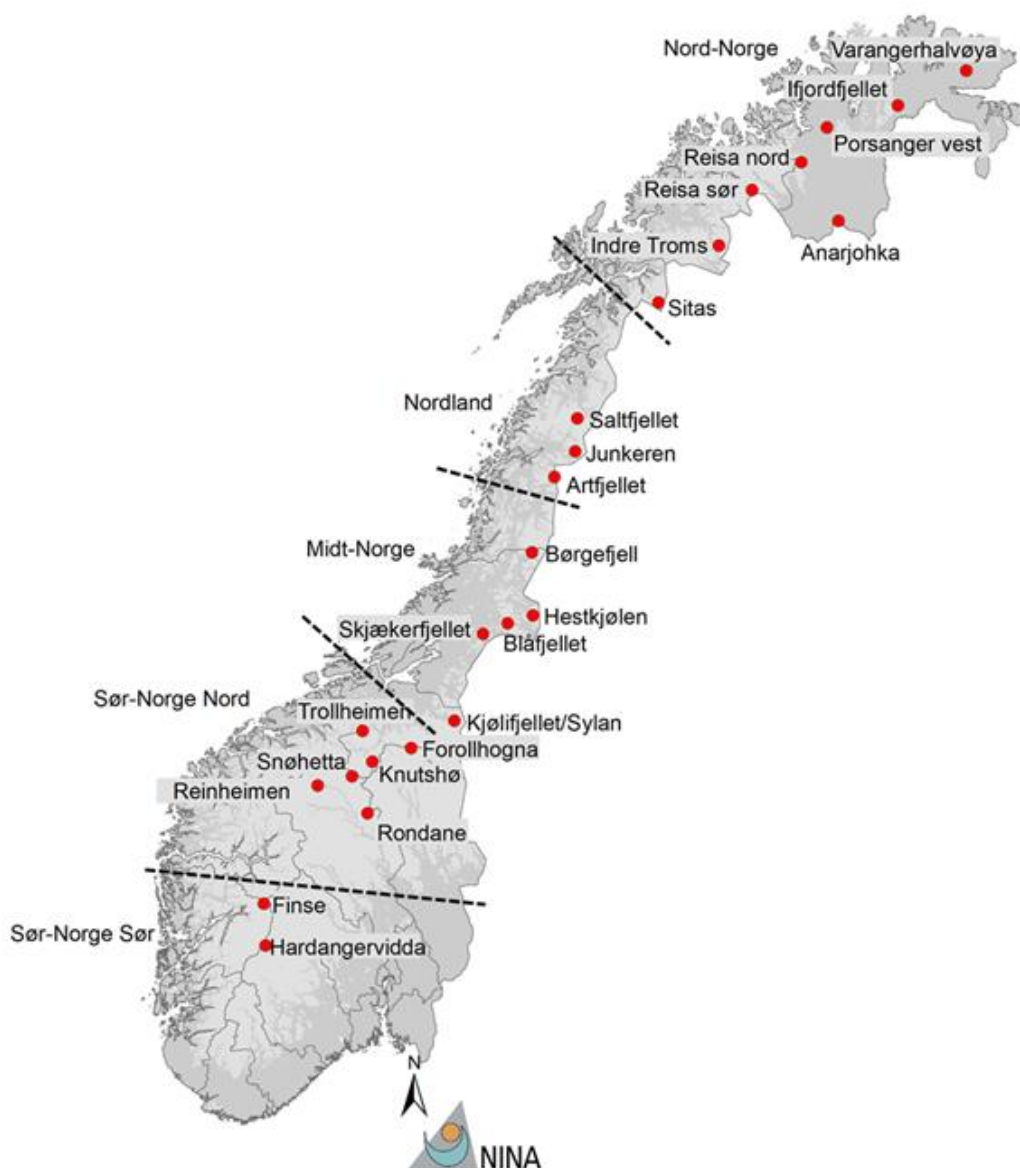 Nord-Norge
Varangerhalvøya
Ifjordfjellet
Porsanger vest
Reisa nord
Reisa sør
Anarjohka
Indre Troms
Sitas
Nordland
Saltfjellet
Junkeren
Artfjellet
Midt-Norge
Børgefjell
Hestkjølen
Skjækerfjellet
Blåfjellet
Sør-Norge Nord
Kjølifjellet/Sylan
Trollheimen
Forollhogna
Snøhetta
Knutshø
Reinheimen
Rondane
Finse
Sør-Norge Sør
Hardangervidda
N
NINA